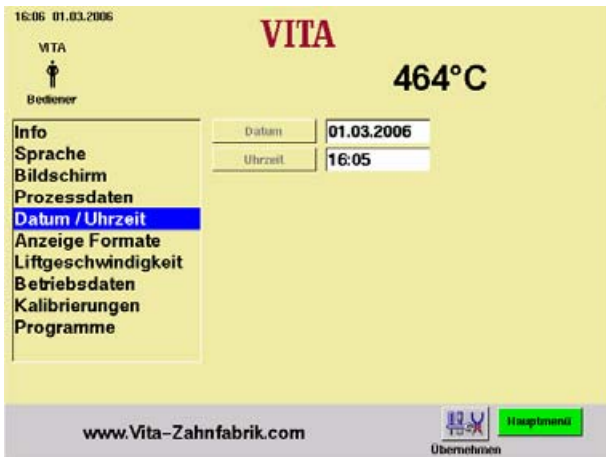 16:06 01.03.2006
VITA
VITA
464°C
Bediener
Info
Sprache
Bildschirm
Prozessdaten
Datum / Uhrzeit
Anzeige Formate
Liftgeschwindigkeit
Betriebsdaten
Kalibrierungen
Programme
Datum 01.03.2006
Uhrzeit 16:05
www.Vita-Zahnfabrik.com
Übernehmen
Hauptmenü